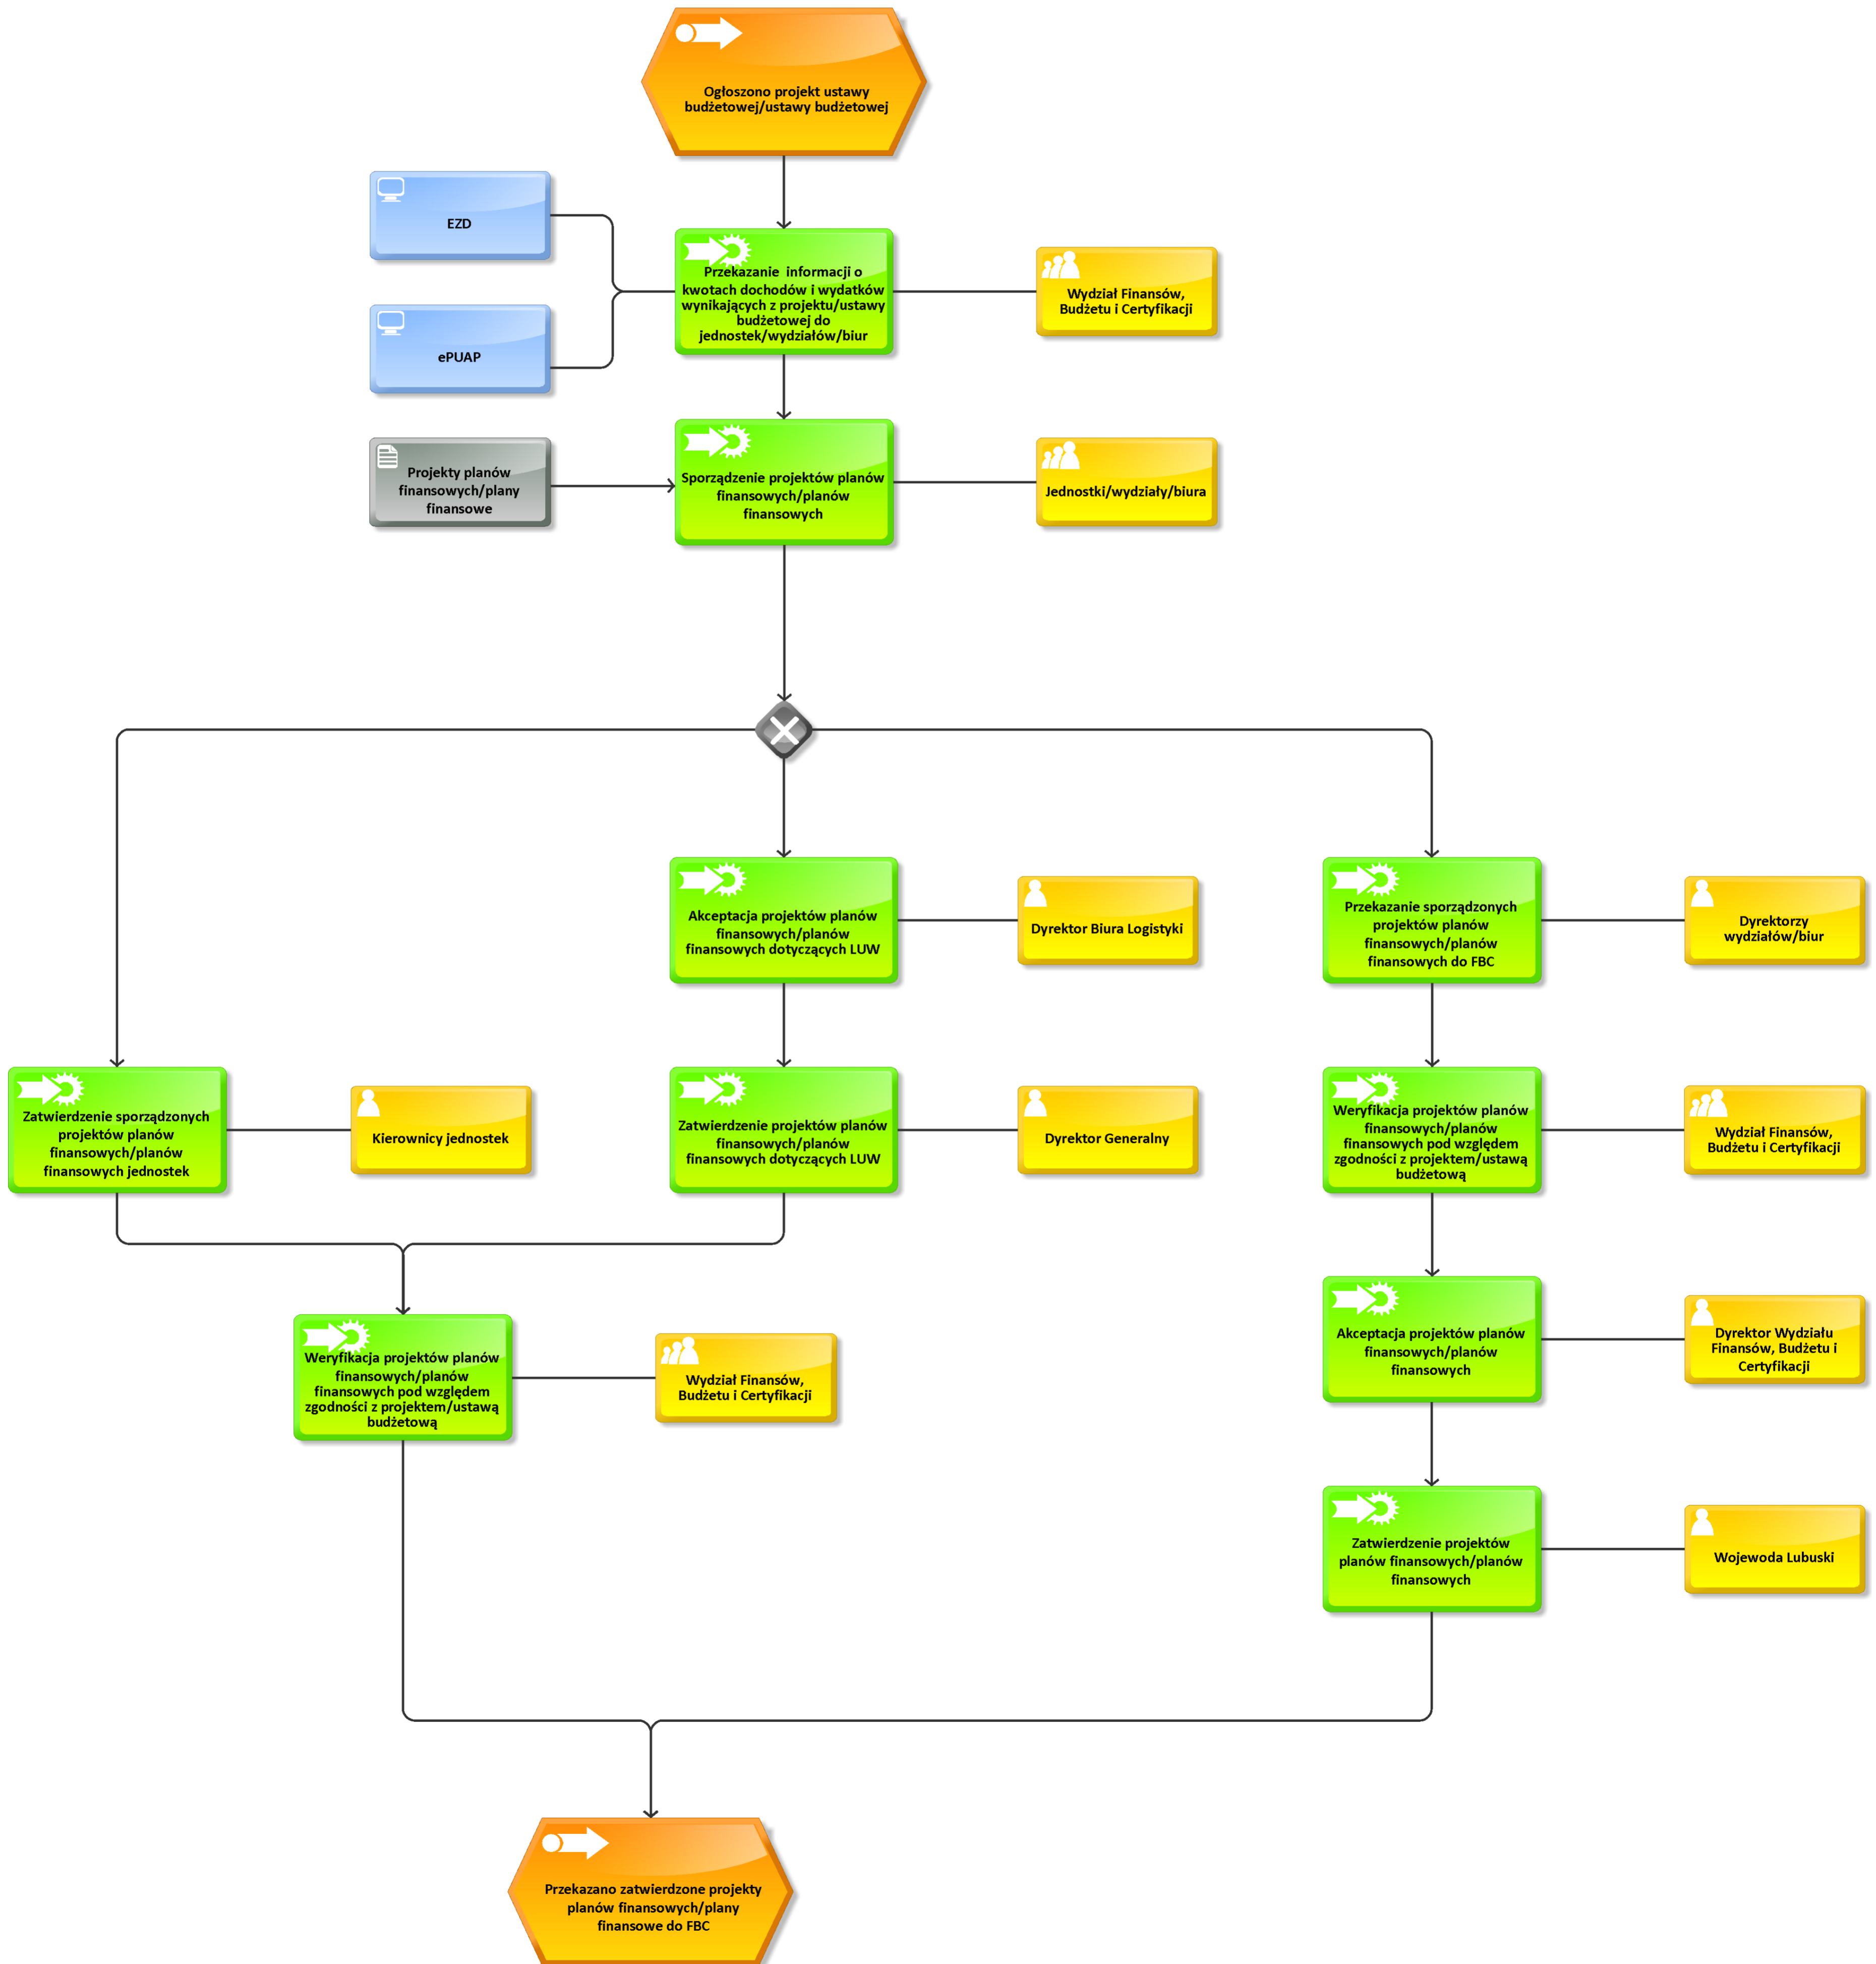 Ogłoszono projekt ustawy
budżetowej/ustawy budżetowej
EZD
Przekazanie informacji o
kwotach dochodów i wydatków
wynikających z projektu/ustawy
budżetowej do
jednostek/wydziałów/biur
Wydział Finansów,
Budżetu i Certyfikacji
ePUAP
Projekty planów
finansowych/plany
finansowe
Sporządzenie projektów planów
finansowych/planów
finansowych
Jednostki/wydziały/biura
Akceptacja projektów planów
finansowych/planów
finansowych dotyczących LUW
Dyrektor Biura Logistyki
Przekazanie sporządzonych
projektów planów
finansowych/planów
finansowych do FBC
Dyrektorzy
wydziałów/biur
Zatwierdzenie sporządzonych
projektów planów
finansowych/planów
finansowych jednostek
Kierownicy jednostek
Zatwierdzenie projektów planów
finansowych/planów
finansowych dotyczących LUW
Dyrektor Generalny
Weryfikacja projektów planów
finansowych/planów
finansowych pod względem
zgodności z projektem/ustawą
budżetową
Wydział Finansów,
Budżetu i Certyfikacji
Weryfikacja projektów planów
finansowych/planów
finansowych pod względem
zgodności z projektem/ustawą
budżetową
Wydział Finansów,
Budżetu i Certyfikacji
Akceptacja projektów planów
finansowych/planów
finansowych
Dyrektor Wydziału
Finansów, Budżetu i
Certyfikacji
Zatwierdzenie projektów
planów finansowych/planów
finansowych
Wojewoda Lubuski
Przekazano zatwierdzone projekty
planów finansowych/plany
finansowe do FBC